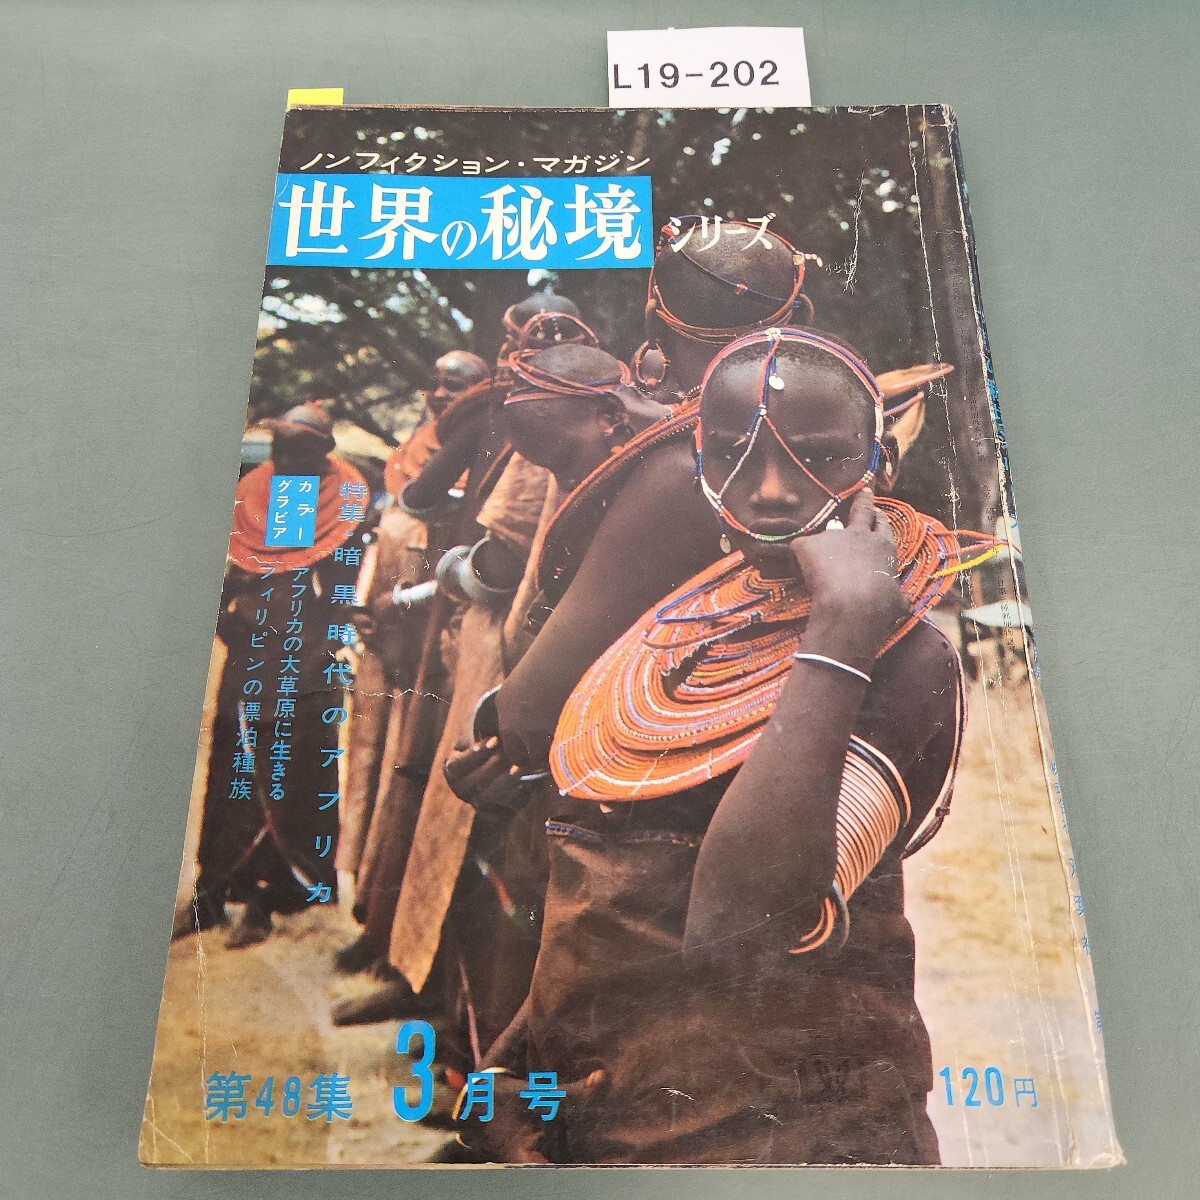 L19-202
ノンフィクション・マガジン
世界の秘境シリーズ
特集・暗黒時代のアフリカ
カラー
グラビア
アフリカの大草原に生きる
フィリピンの漂泊種族
第48集 3月号
120円